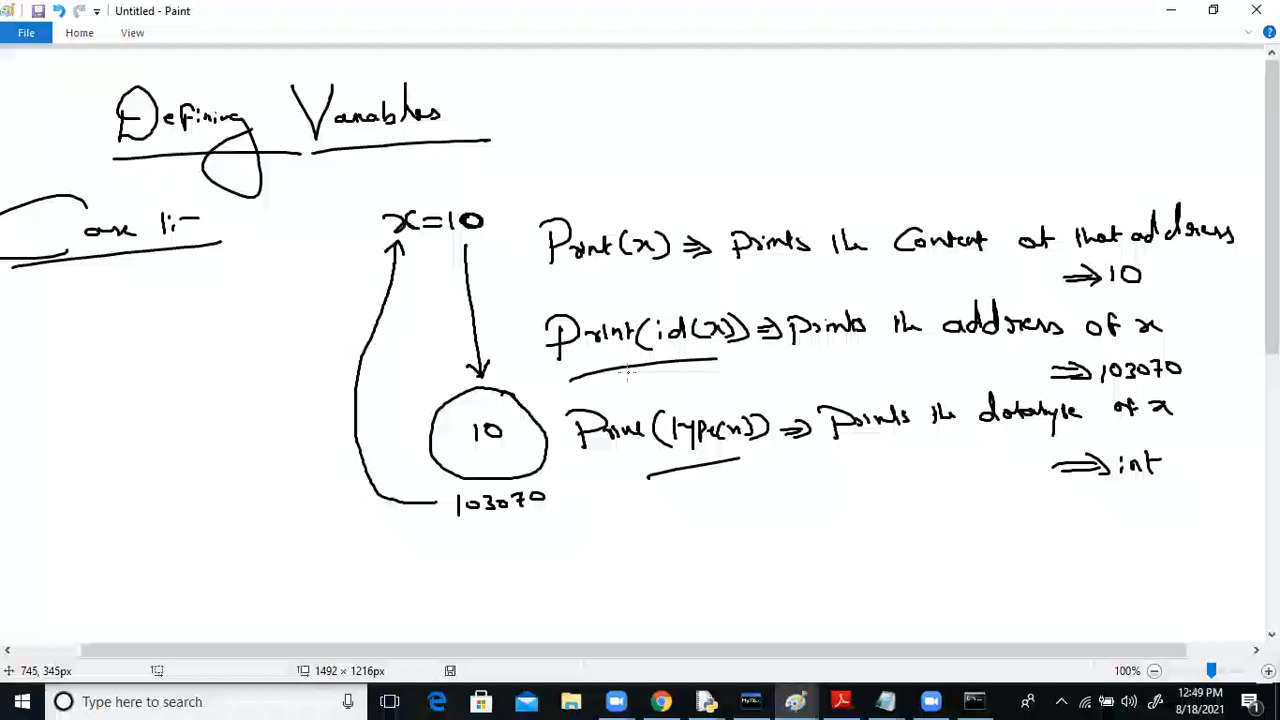 Untitled - Paint
File Home View
Defining Variables
are
x=10 Print(x) ⇒ Prints the Content at that address
⇒ 10
Print(id(x)) ⇒ Prints the address of x
⇒ 103070
10 Print(type(x)) ⇒ Prints the datatype of x
⇒ int
103070
745, 345px 1492 × 1216px 100%
Type here to search 12:49 PM
8/18/2021